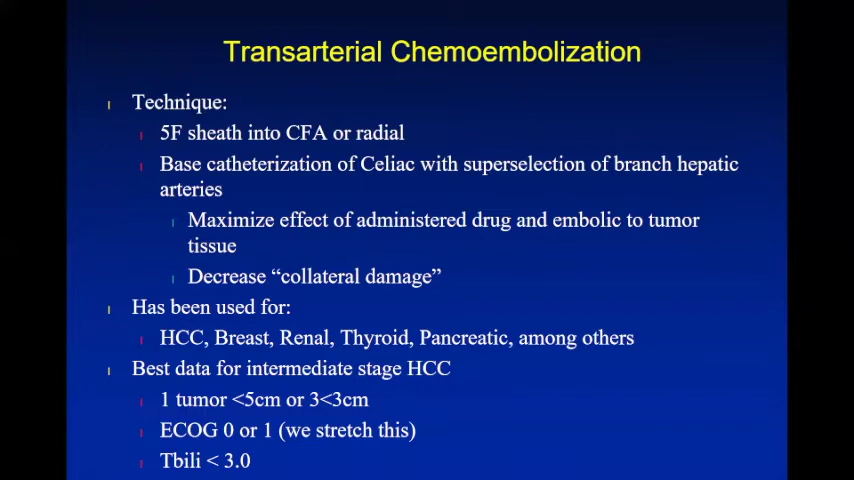 Transarterial Chemoembolization
Technique:
5F sheath into CFA or radial
Base catheterization of Celiac with superselection of branch hepatic
arteries
Maximize effect of administered drug and embolic to tumor
tissue
Decrease “collateral damage”
Has been used for:
HCC, Breast, Renal, Thyroid, Pancreatic, among others
Best data for intermediate stage HCC
1 tumor <5cm or 3<3cm
ECOG 0 or 1 (we stretch this)
Tbili < 3.0